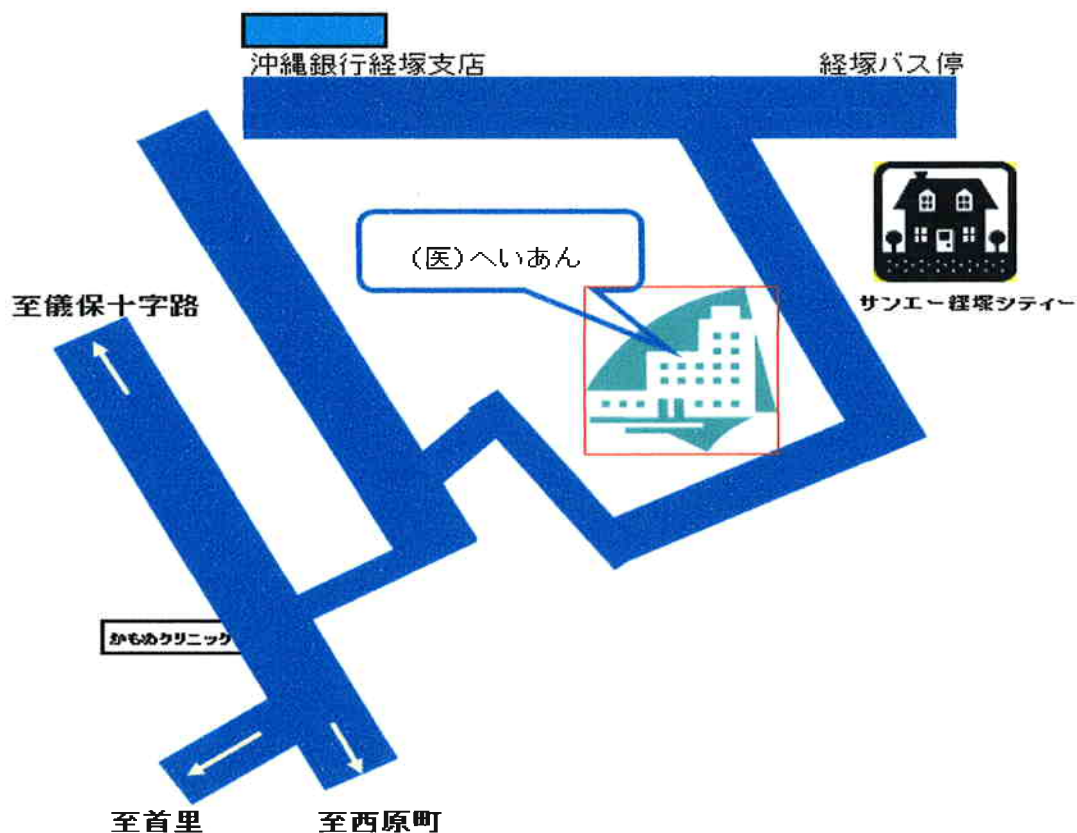 沖縄銀行経塚支店
経塚バス停
(医)へいあん
サンエー経塚シティー
至儀保十字路
かもめクリニック
至首里
至西原町